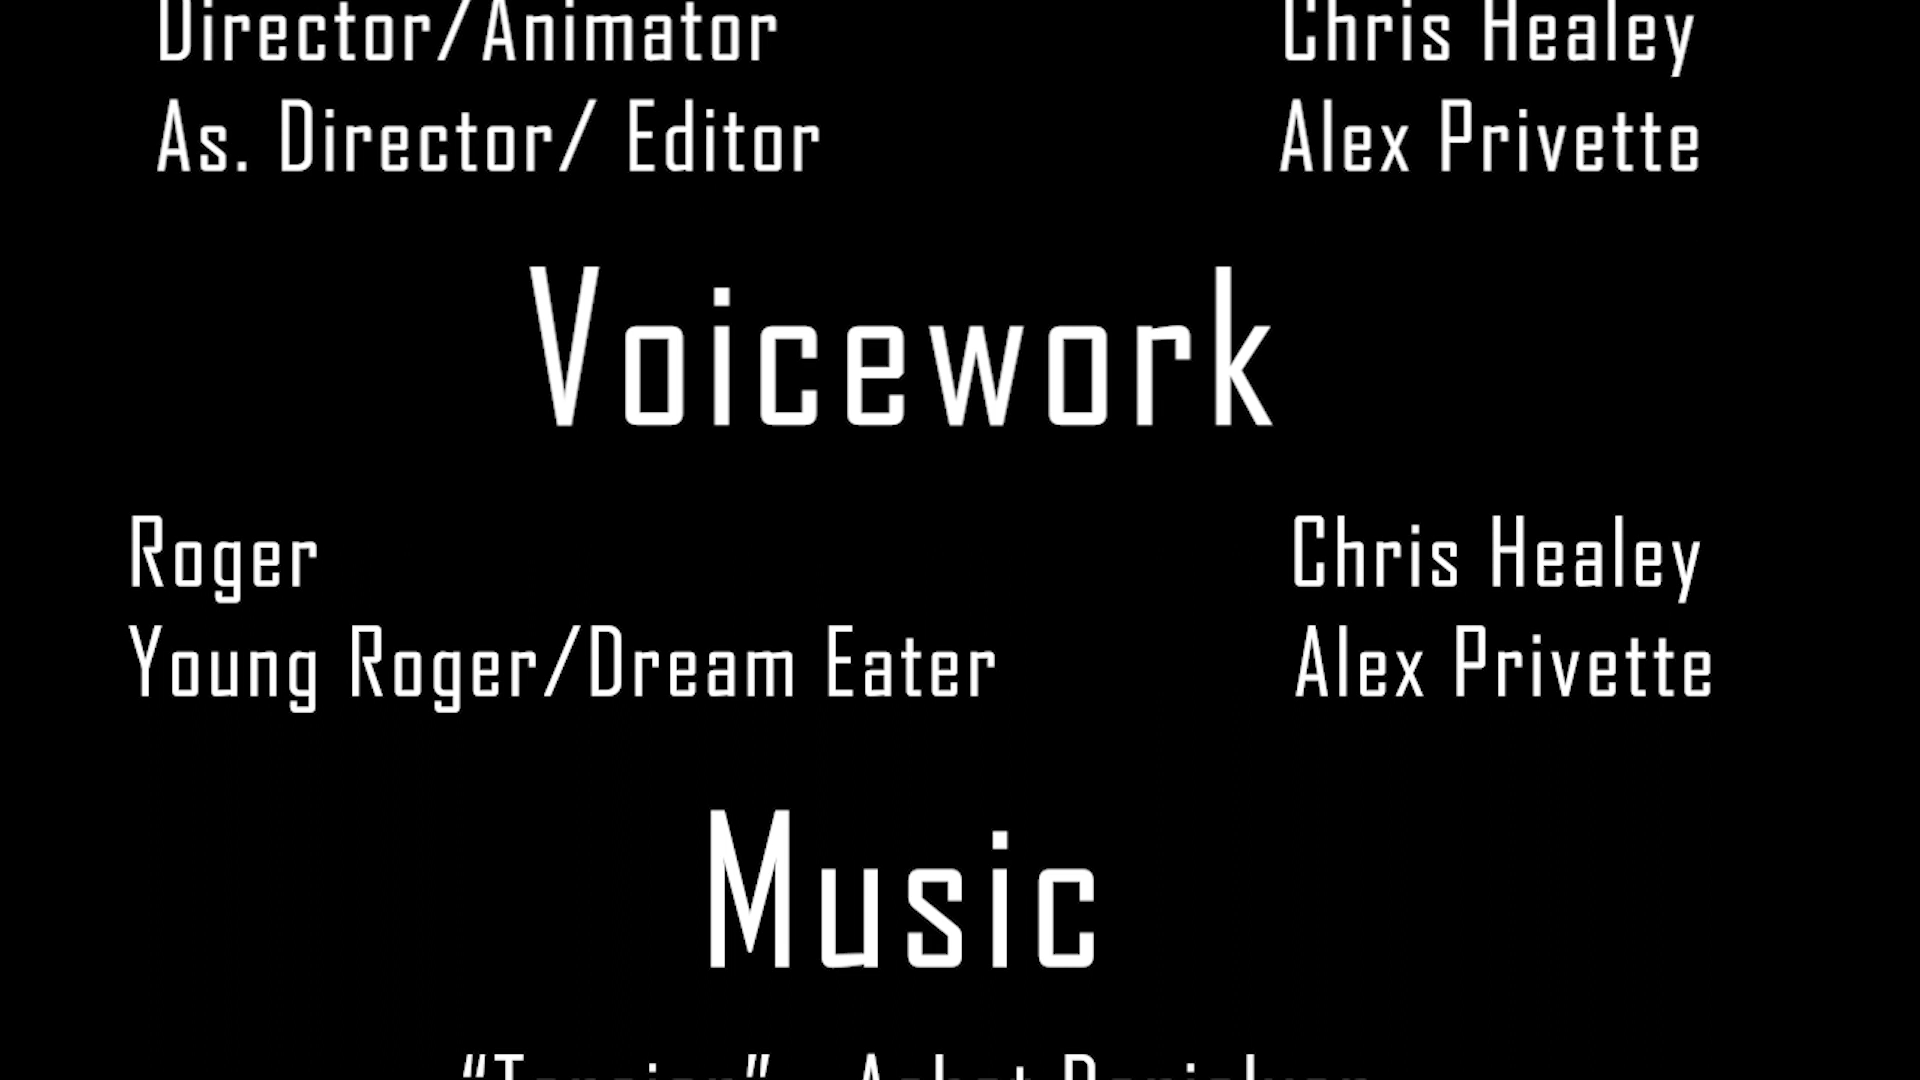 Director/Animator Chris Healey
As. Director/ Editor Alex Privette
Voicework
Roger Chris Healey
Young Roger/Dream Eater Alex Privette
Music